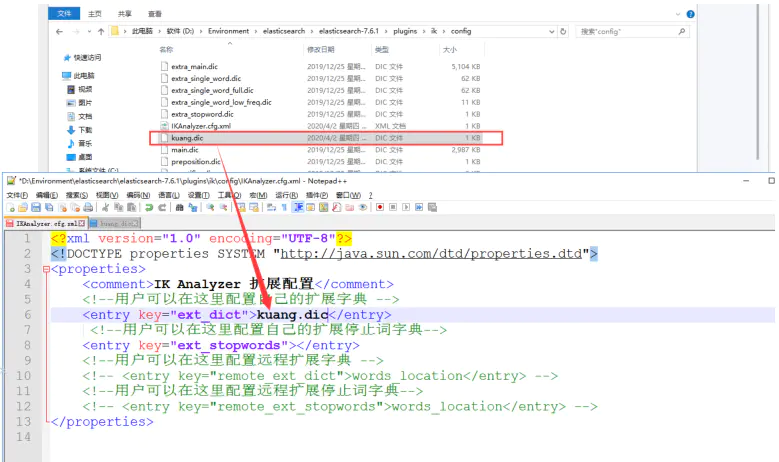 文件 主页 共享 查看
此电脑 › 软件 (D:) › Environment › elasticsearch › elasticsearch-7.6.1 › plugins › ik › config
搜索"config"
名称 修改日期 类型 大小
快速访问
此电脑
视频
图片
文档
下载
音乐
桌面
extra_main.dic 2019/12/25 星期... DIC 文件 5,104 KB
extra_single_word.dic 2019/12/25 星期... DIC 文件 62 KB
extra_single_word_full.dic 2019/12/25 星期... DIC 文件 62 KB
extra_single_word_low_freq.dic 2019/12/25 星期... DIC 文件 11 KB
extra_stopword.dic 2019/12/25 星期... DIC 文件 1 KB
IKAnalyzer.cfg.xml 2020/4/2 星期四 ... XML 文档 1 KB
kuang.dic 2020/4/2 星期四 ... DIC 文件 1 KB
main.dic 2019/12/25 星期... DIC 文件 2,987 KB
preposition.dic 2019/12/25 星期... DIC 文件 1 KB
*D:\Environment\elasticsearch\elasticsearch-7.6.1\plugins\ik\config\IKAnalyzer.cfg.xml - Notepad++
文件(F) 编辑(E) 搜索(S) 视图(V) 编码(N) 语言(L) 设置(T) 工具(O) 宏(M) 运行(R) 插件(P) 窗口(W) ?
IKAnalyzer.cfg.xml kuang.dic
1 <?xml version="1.0" encoding="UTF-8"?>
2 <!DOCTYPE properties SYSTEM "http://java.sun.com/dtd/properties.dtd">
3 <properties>
4 <comment>IK Analyzer 扩展配置</comment>
5 <!--用户可以在这里配置自己的扩展字典 -->
6 <entry key="ext_dict">kuang.dic</entry>
7 <!--用户可以在这里配置自己的扩展停止词字典-->
8 <entry key="ext_stopwords"></entry>
9 <!--用户可以在这里配置远程扩展字典 -->
10 <!-- <entry key="remote_ext_dict">words_location</entry> -->
11 <!--用户可以在这里配置远程扩展停止词字典-->
12 <!-- <entry key="remote_ext_stopwords">words_location</entry> -->
13 </properties>
14